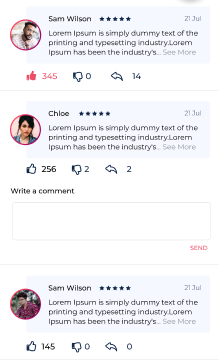 Sam Wilson ★★★★★ 21 Jul
Lorem Ipsum is simply dummy text of the
printing and typesetting industry.Lorem
Ipsum has been the industry's... See More
345 0 14
Chloe ★★★★★ 21 Jul
Lorem Ipsum is simply dummy text of the
printing and typesetting industry.Lorem
Ipsum has been the industry's... See More
256 2 2
Write a comment
SEND
Sam Wilson ★★★★★ 21 Jul
Lorem Ipsum is simply dummy text of the
printing and typesetting industry.Lorem
Ipsum has been the industry's... See More
145 0 0